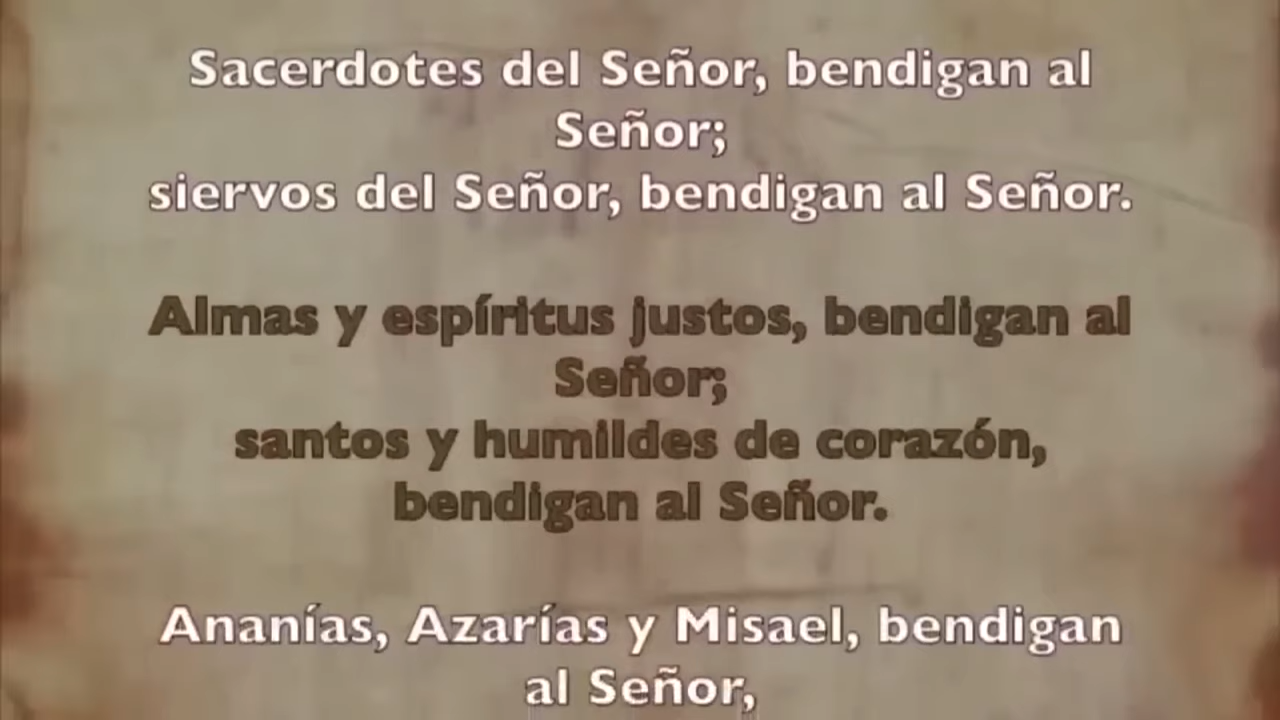 Sacerdotes del Señor, bendigan al
Señor;
siervos del Señor, bendigan al Señor.
Almas y espíritus justos, bendigan al
Señor;
santos y humildes de corazón,
bendigan al Señor.
Ananías, Azarías y Misael, bendigan
al Señor,